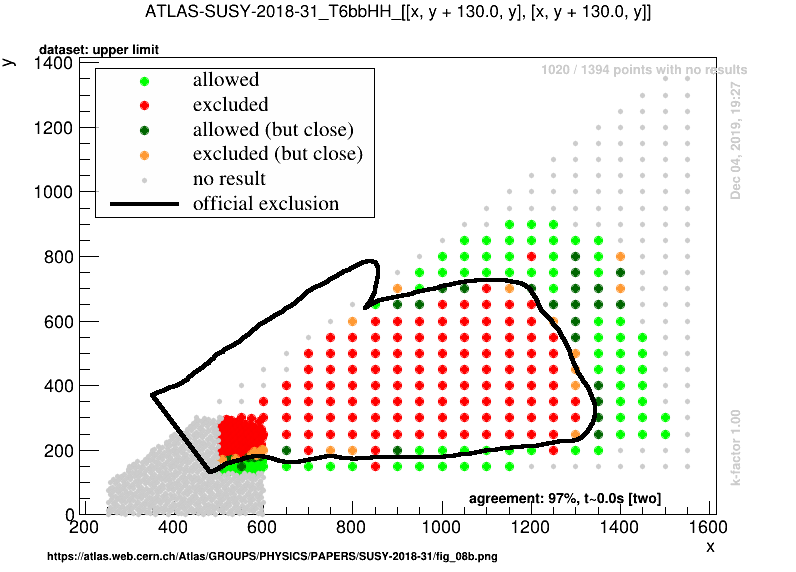 ATLAS-SUSY-2018-31_T6bbHH_[[x, y + 130.0, y], [x, y + 130.0, y]]
dataset: upper limit
y
1400
1200
1000
800
600
400
200
0
allowed
excluded
allowed (but close)
excluded (but close)
no result
official exclusion
1020 / 1394 points with no results
Dec 04, 2019, 19:27
k-factor 1.00
agreement: 97%, t~0.0s [two]
200 400 600 800 1000 1200 1400 1600
x
https://atlas.web.cern.ch/Atlas/GROUPS/PHYSICS/PAPERS/SUSY-2018-31/fig_08b.png